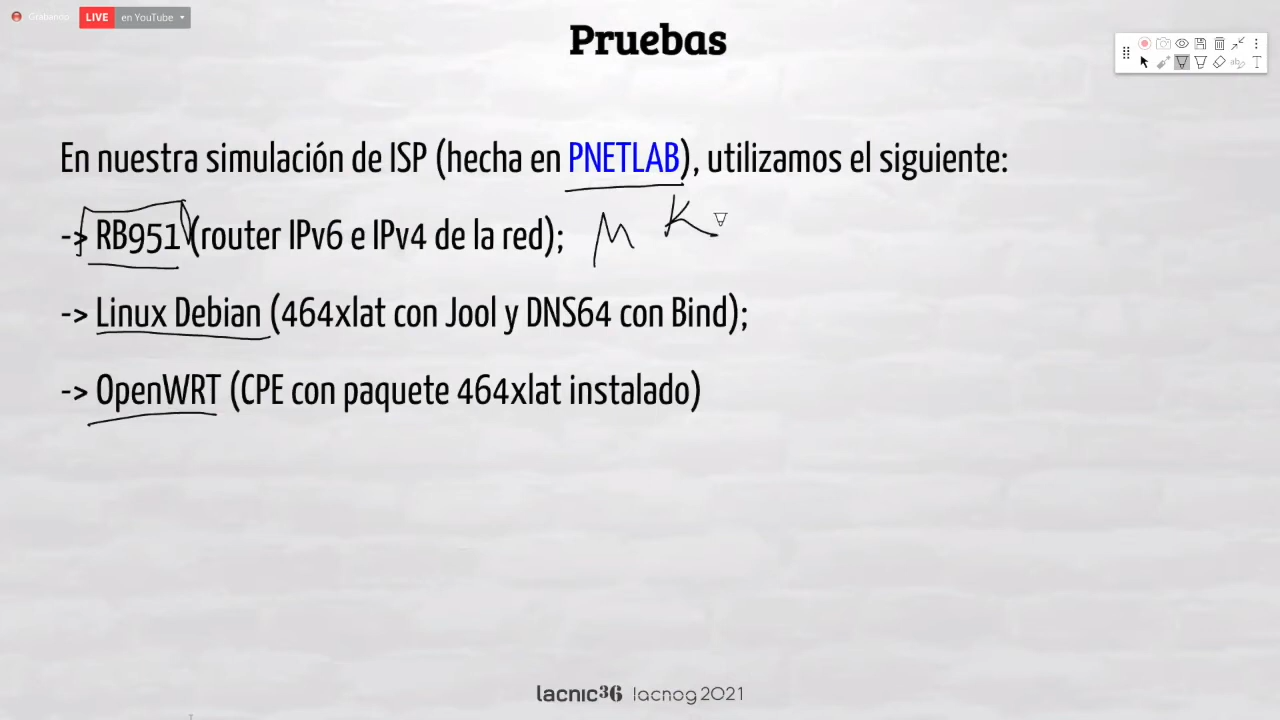 Grabando LIVE en YouTube
Pruebas
En nuestra simulación de ISP (hecha en PNETLAB), utilizamos el siguiente:
-> RB951 (router IPv6 e IPv4 de la red); M K
-> Linux Debian (464xlat con Jool y DNS64 con Bind);
-> OpenWRT (CPE con paquete 464xlat instalado)
lacnic36 lacnog2021